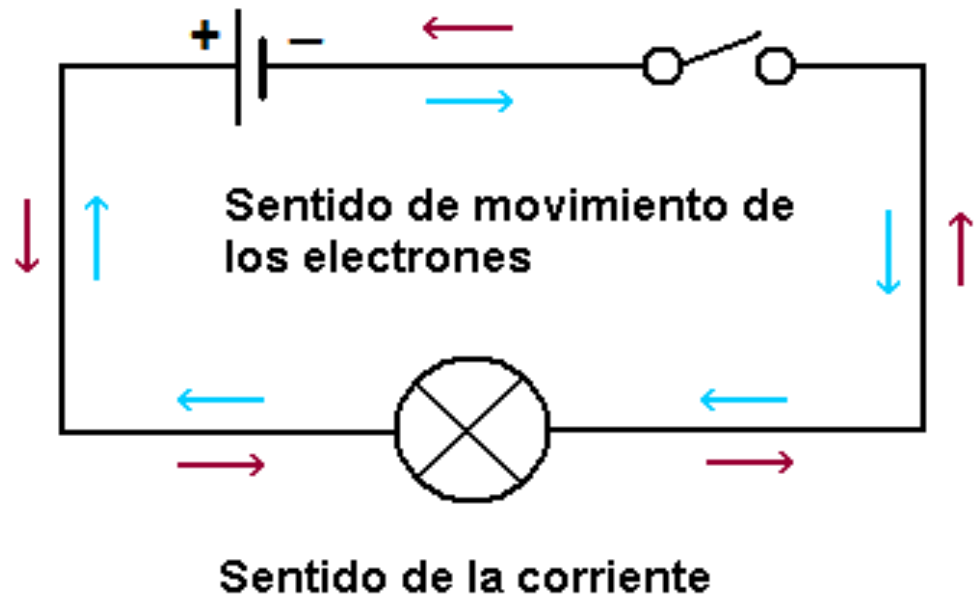 + −
Sentido de movimiento de
los electrones
Sentido de la corriente